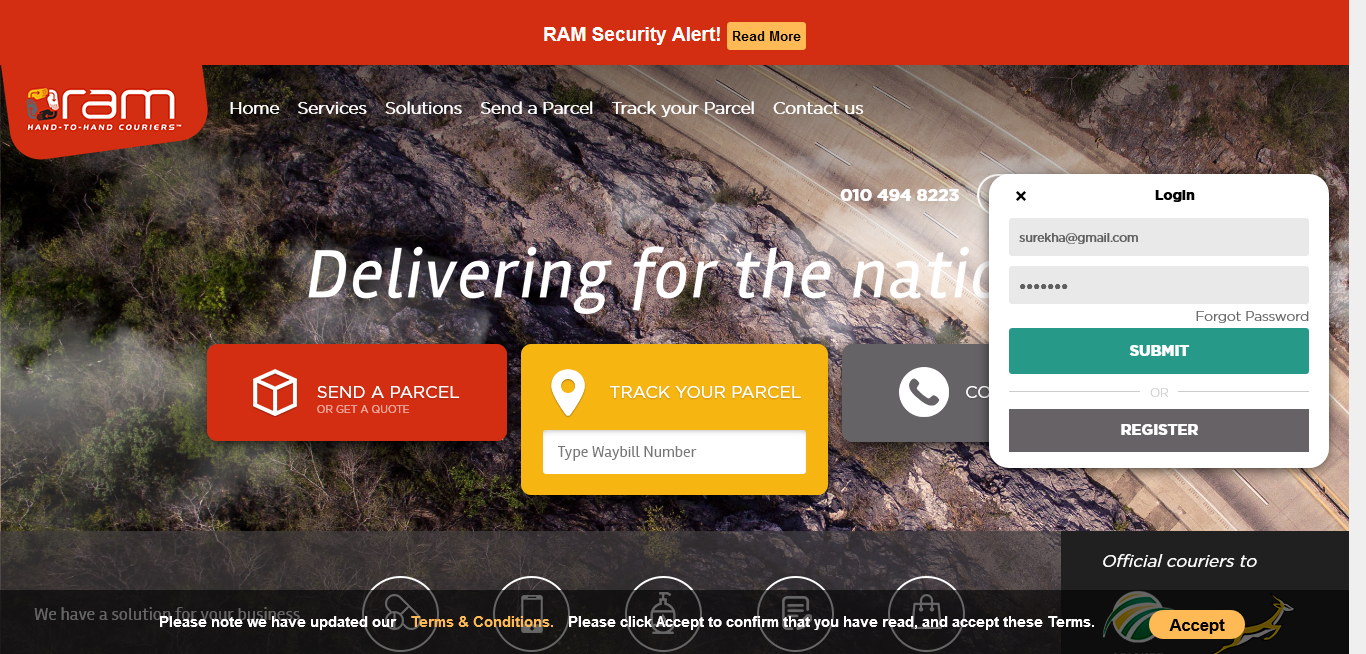 RAM Security Alert! Read More
ram
HAND-TO-HAND COURIERS™
Home Services Solutions Send a Parcel Track your Parcel Contact us
010 494 8223
× Login
surekha@gmail.com
•••••••
Forgot Password
SUBMIT
OR
REGISTER
Delivering for the natio
SEND A PARCEL
OR GET A QUOTE
TRACK YOUR PARCEL
Type Waybill Number
CO
Official couriers to
We have a solution for your business
Please note we have updated our Terms & Conditions. Please click Accept to confirm that you have read, and accept these Terms. Accept